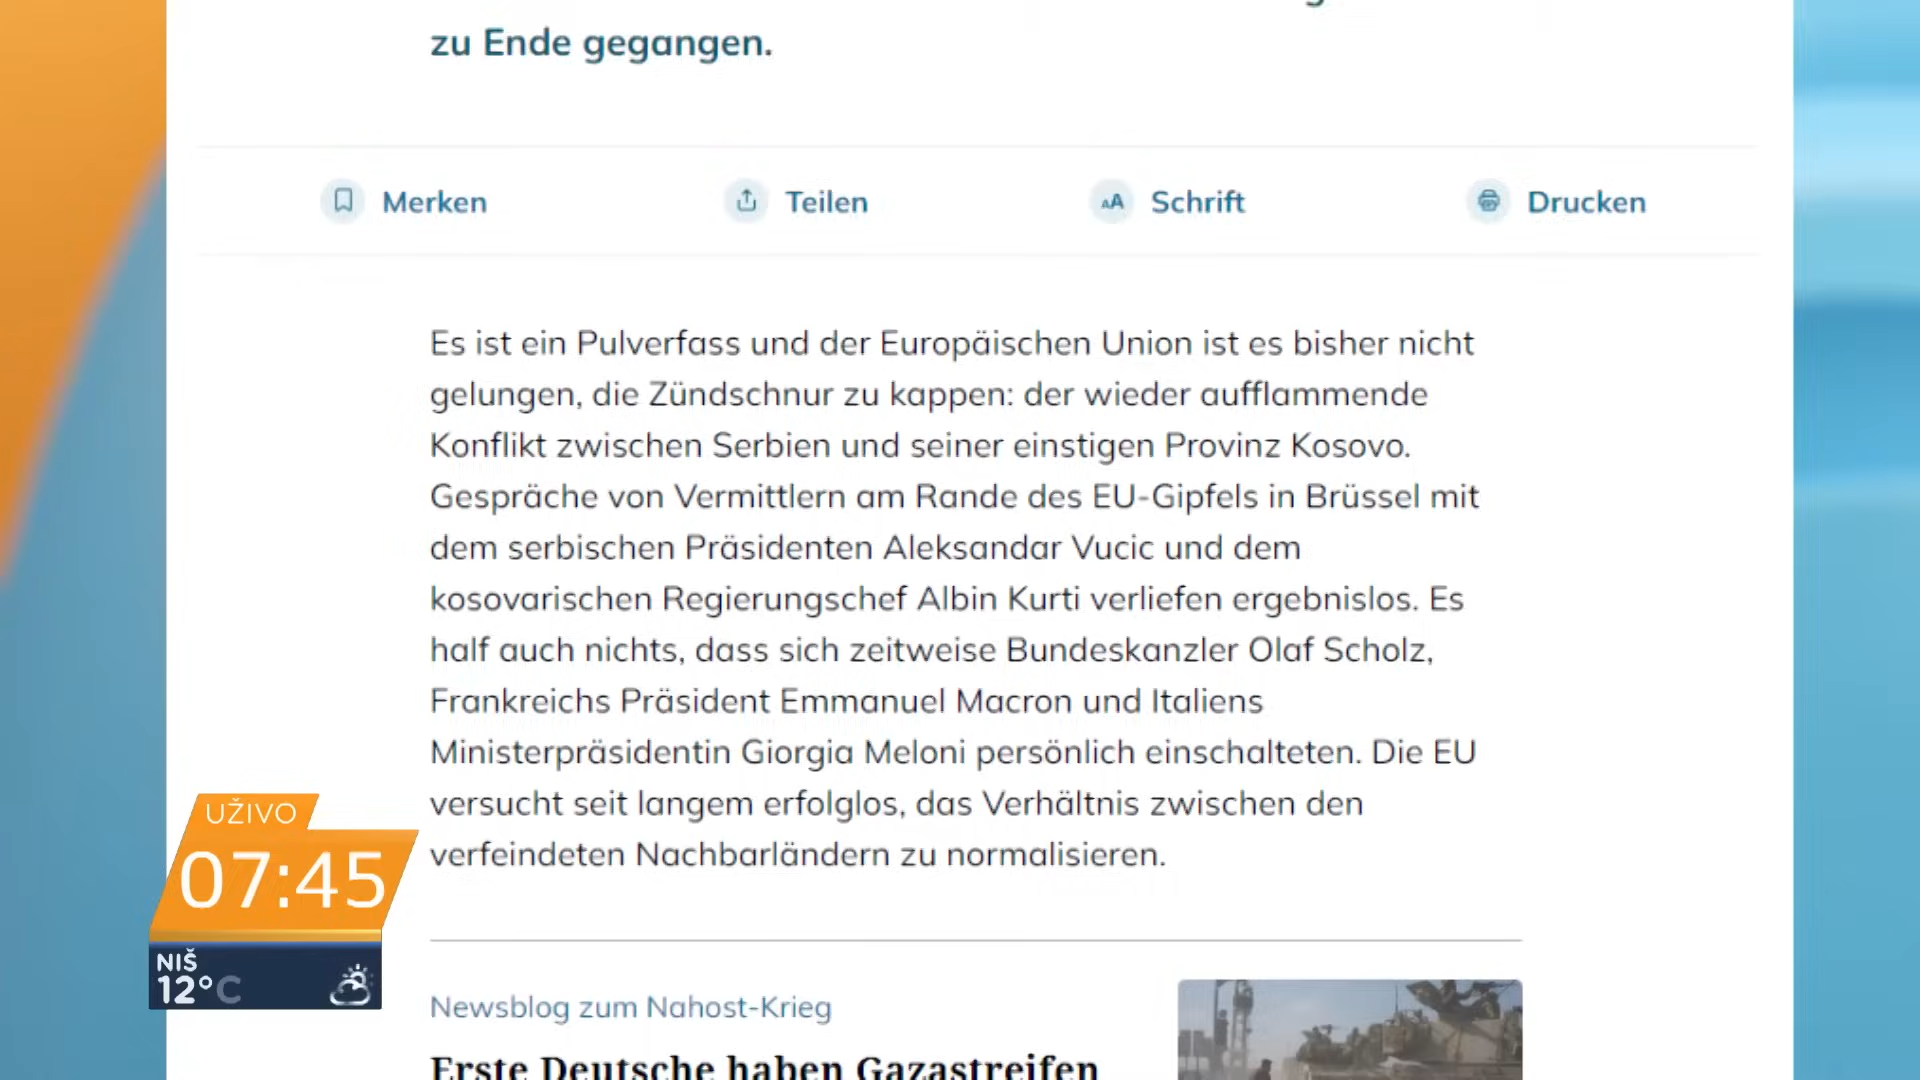 zu Ende gegangen.
Merken
Teilen
AA Schrift
Drucken
Es ist ein Pulverfass und der Europäischen Union ist es bisher nicht
gelungen, die Zündschnur zu kappen: der wieder aufflammende
Konflikt zwischen Serbien und seiner einstigen Provinz Kosovo.
Gespräche von Vermittlern am Rande des EU-Gipfels in Brüssel mit
dem serbischen Präsidenten Aleksandar Vucic und dem
kosovarischen Regierungschef Albin Kurti verliefen ergebnislos. Es
half auch nichts, dass sich zeitweise Bundeskanzler Olaf Scholz,
Frankreichs Präsident Emmanuel Macron und Italiens
Ministerpräsidentin Giorgia Meloni persönlich einschalteten. Die EU
versucht seit langem erfolglos, das Verhältnis zwischen den
verfeindeten Nachbarländern zu normalisieren.
UŽIVO
07:45
NIŠ
12°C
Newsblog zum Nahost-Krieg
Erste Deutsche haben Gazastreifen